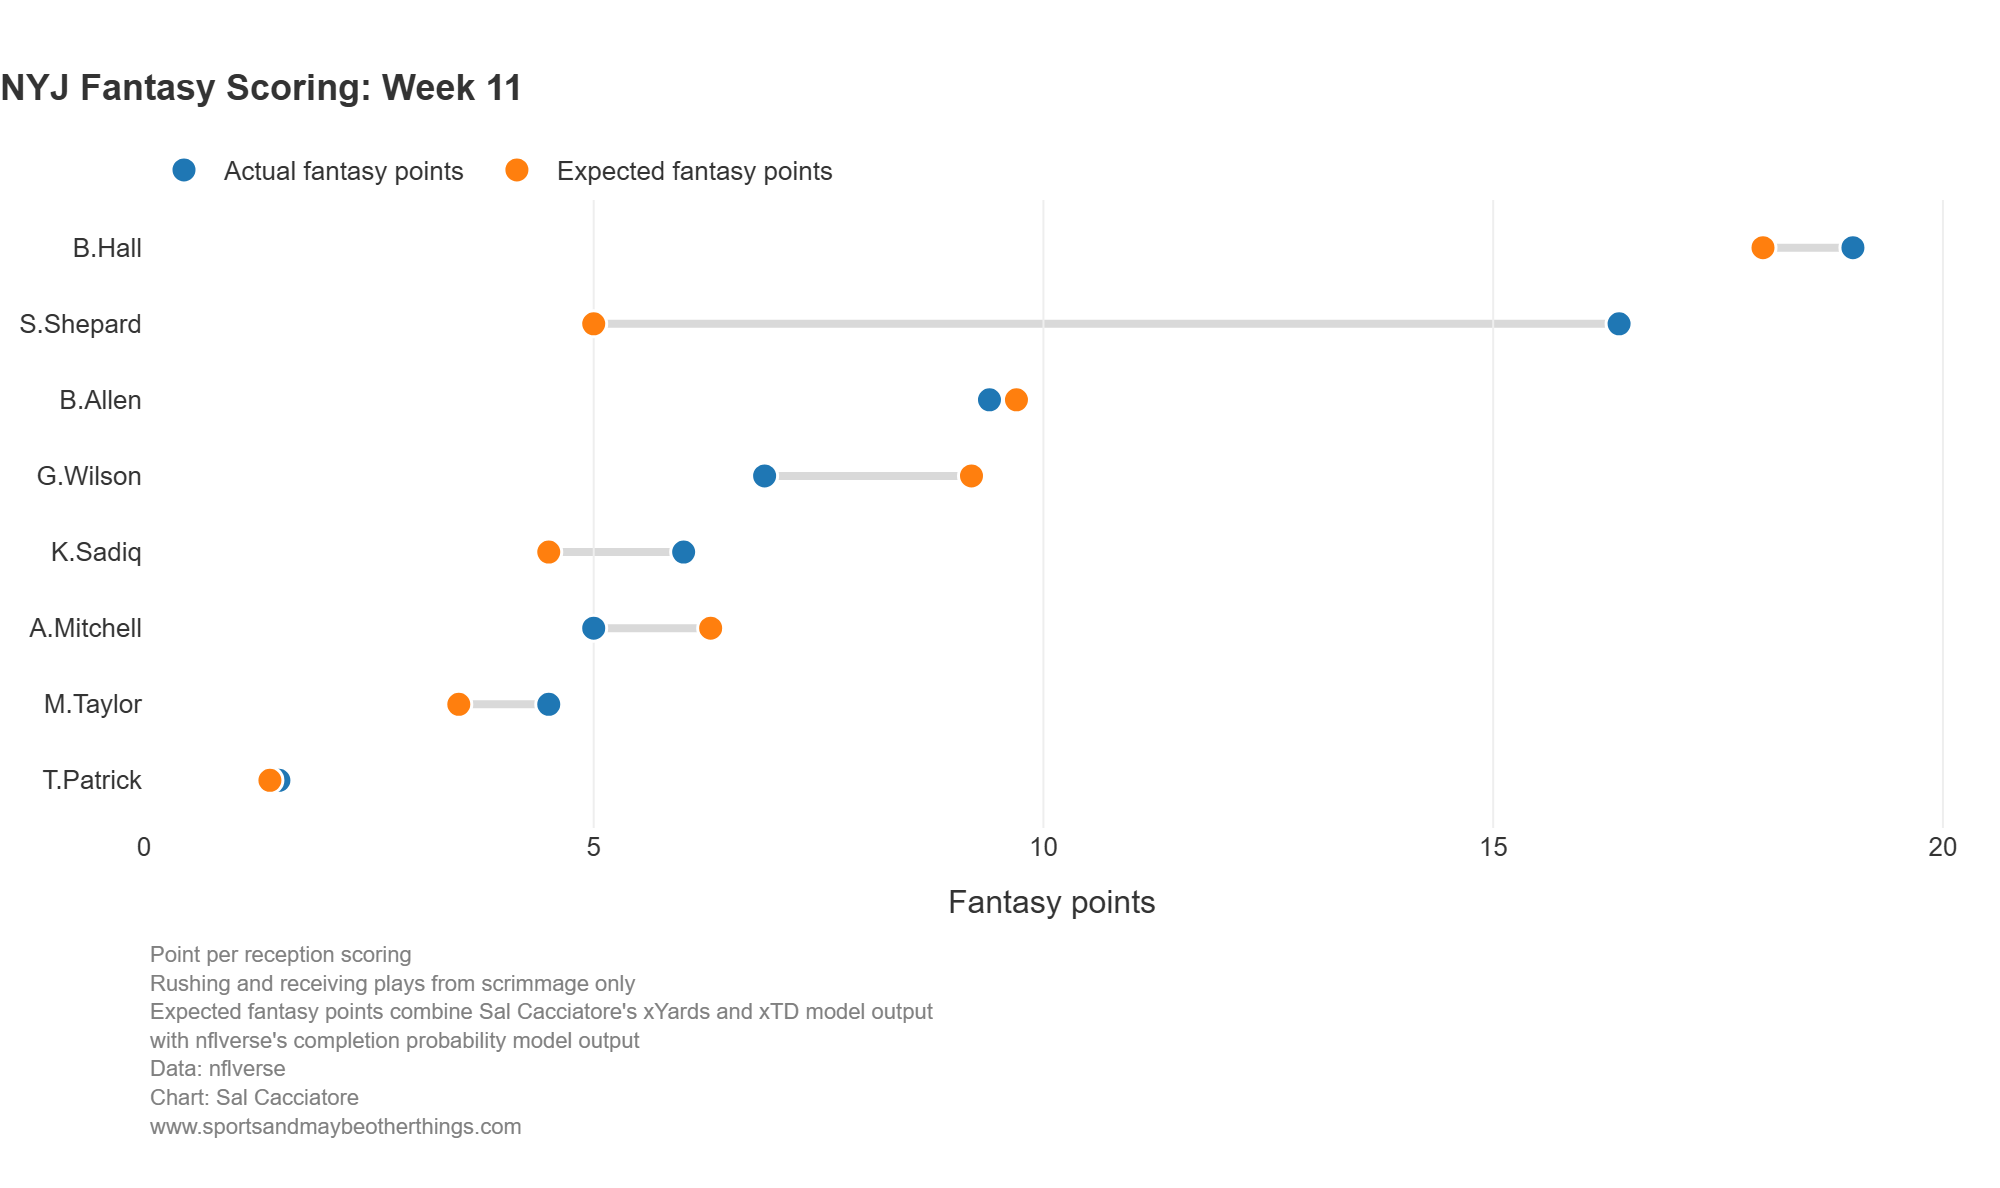 NYJ Fantasy Scoring: Week 11
Actual fantasy points Expected fantasy points
B.Hall
S.Shepard
B.Allen
G.Wilson
K.Sadiq
A.Mitchell
M.Taylor
T.Patrick
0 5 10 15 20
Fantasy points
Point per reception scoring
Rushing and receiving plays from scrimmage only
Expected fantasy points combine Sal Cacciatore's xYards and xTD model output
with nflverse's completion probability model output
Data: nflverse
Chart: Sal Cacciatore
www.sportsandmaybeotherthings.com